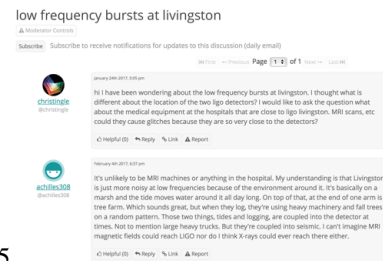 low frequency bursts at livingston
Moderator Controls
Subscribe Subscribe to receive notifications for updates to this discussion (daily email)
First Previous Page 1 of 1 Next Last
January 24th 2017, 5:05 pm
christingle
@christingle
hi I have been wondering about the low frequency bursts at livingston. I thought what is
different about the location of the two ligo detectors? I would like to ask the question what
about the medical equipment at the hospitals that are close to ligo livingston. MRI scans, etc
could they cause glitches because they are so very close to the detectors?
Helpful (0) Reply Link Report
February 4th 2017, 6:37 pm
achilles308
@achilles308
It's unlikely to be MRI machines or anything in the hospital. My understanding is that Livingston
is just more noisy at low frequencies because of the environment around it. It's basically on a
marsh and the tide moves water around it all day long. On top of that, at the end of one arm is
tree farm. Which sounds great, but when they log, they're using heavy machinery and fall trees
on a random pattern. Those two things, tides and logging, are coupled into the detector at
times. Not to mention large heavy trucks. But they're coupled into seismic. I can't imagine MRI
magnetic fields could reach LIGO nor do I think X-rays could ever reach there either.
Helpful (0) Reply Link Report